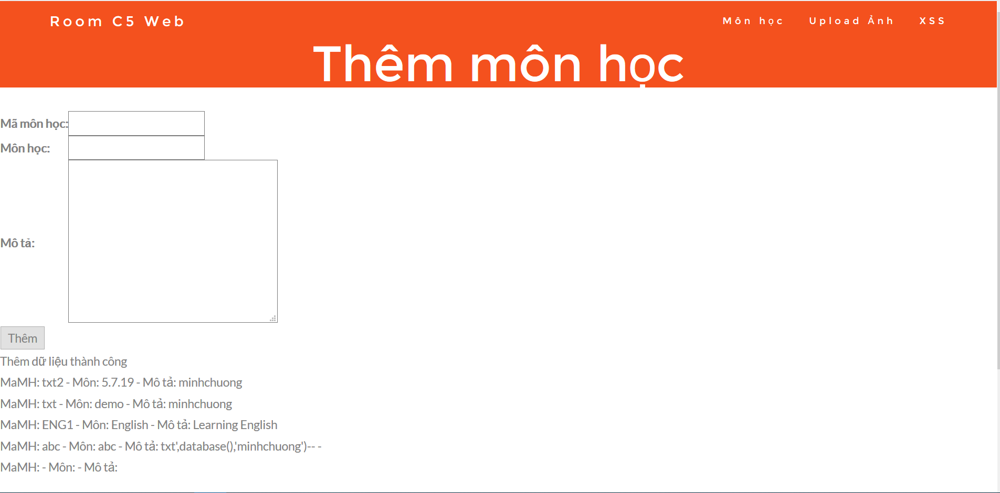 Room C5 Web
Môn học Upload Ảnh XSS
Thêm môn học
Mã môn học:
Môn học:
Mô tả:
Thêm
Thêm dữ liệu thành công
MaMH: txt2 - Môn: 5.7.19 - Mô tả: minhchuong
MaMH: txt - Môn: demo - Mô tả: minhchuong
MaMH: ENG1 - Môn: English - Mô tả: Learning English
MaMH: abc - Môn: abc - Mô tả: txt',database(),'minhchuong')-- -
MaMH: - Môn: - Mô tả: